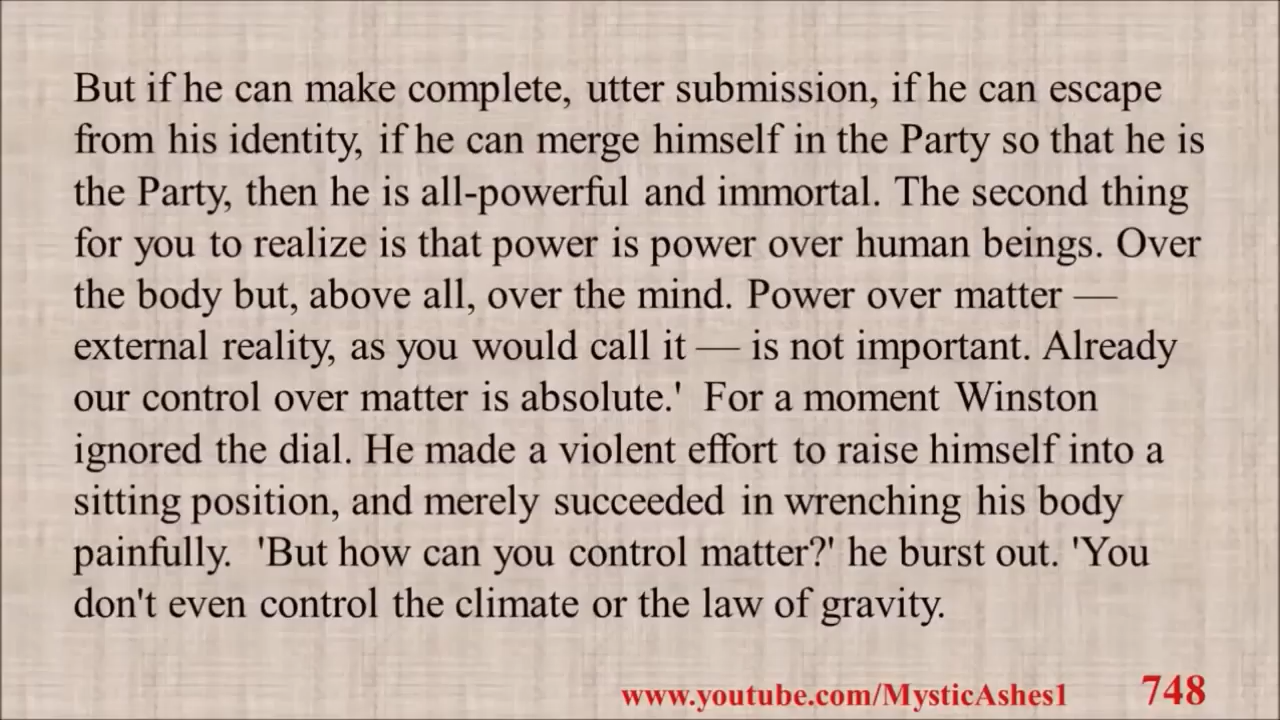 But if he can make complete, utter submission, if he can escape
from his identity, if he can merge himself in the Party so that he is
the Party, then he is all-powerful and immortal. The second thing
for you to realize is that power is power over human beings. Over
the body but, above all, over the mind. Power over matter —
external reality, as you would call it — is not important. Already
our control over matter is absolute.'  For a moment Winston
ignored the dial. He made a violent effort to raise himself into a
sitting position, and merely succeeded in wrenching his body
painfully.  'But how can you control matter?' he burst out. 'You
don't even control the climate or the law of gravity.
www.youtube.com/MysticAshes1 748